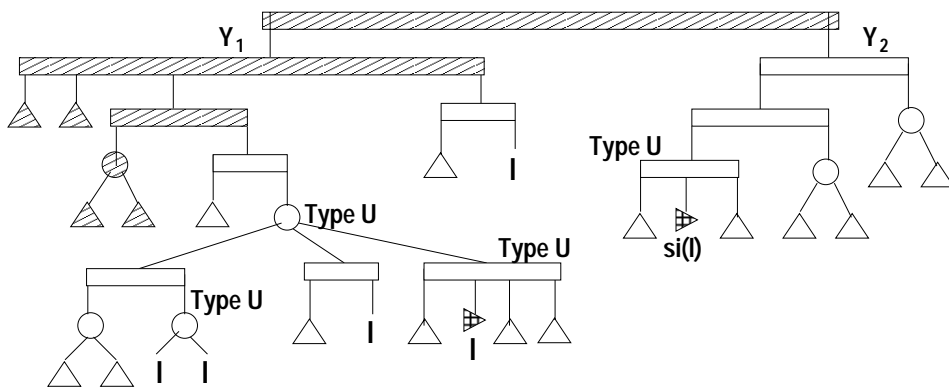 Y1 Y2
Type U
I
Type U
Type U
si(I)
Type U
I I I I